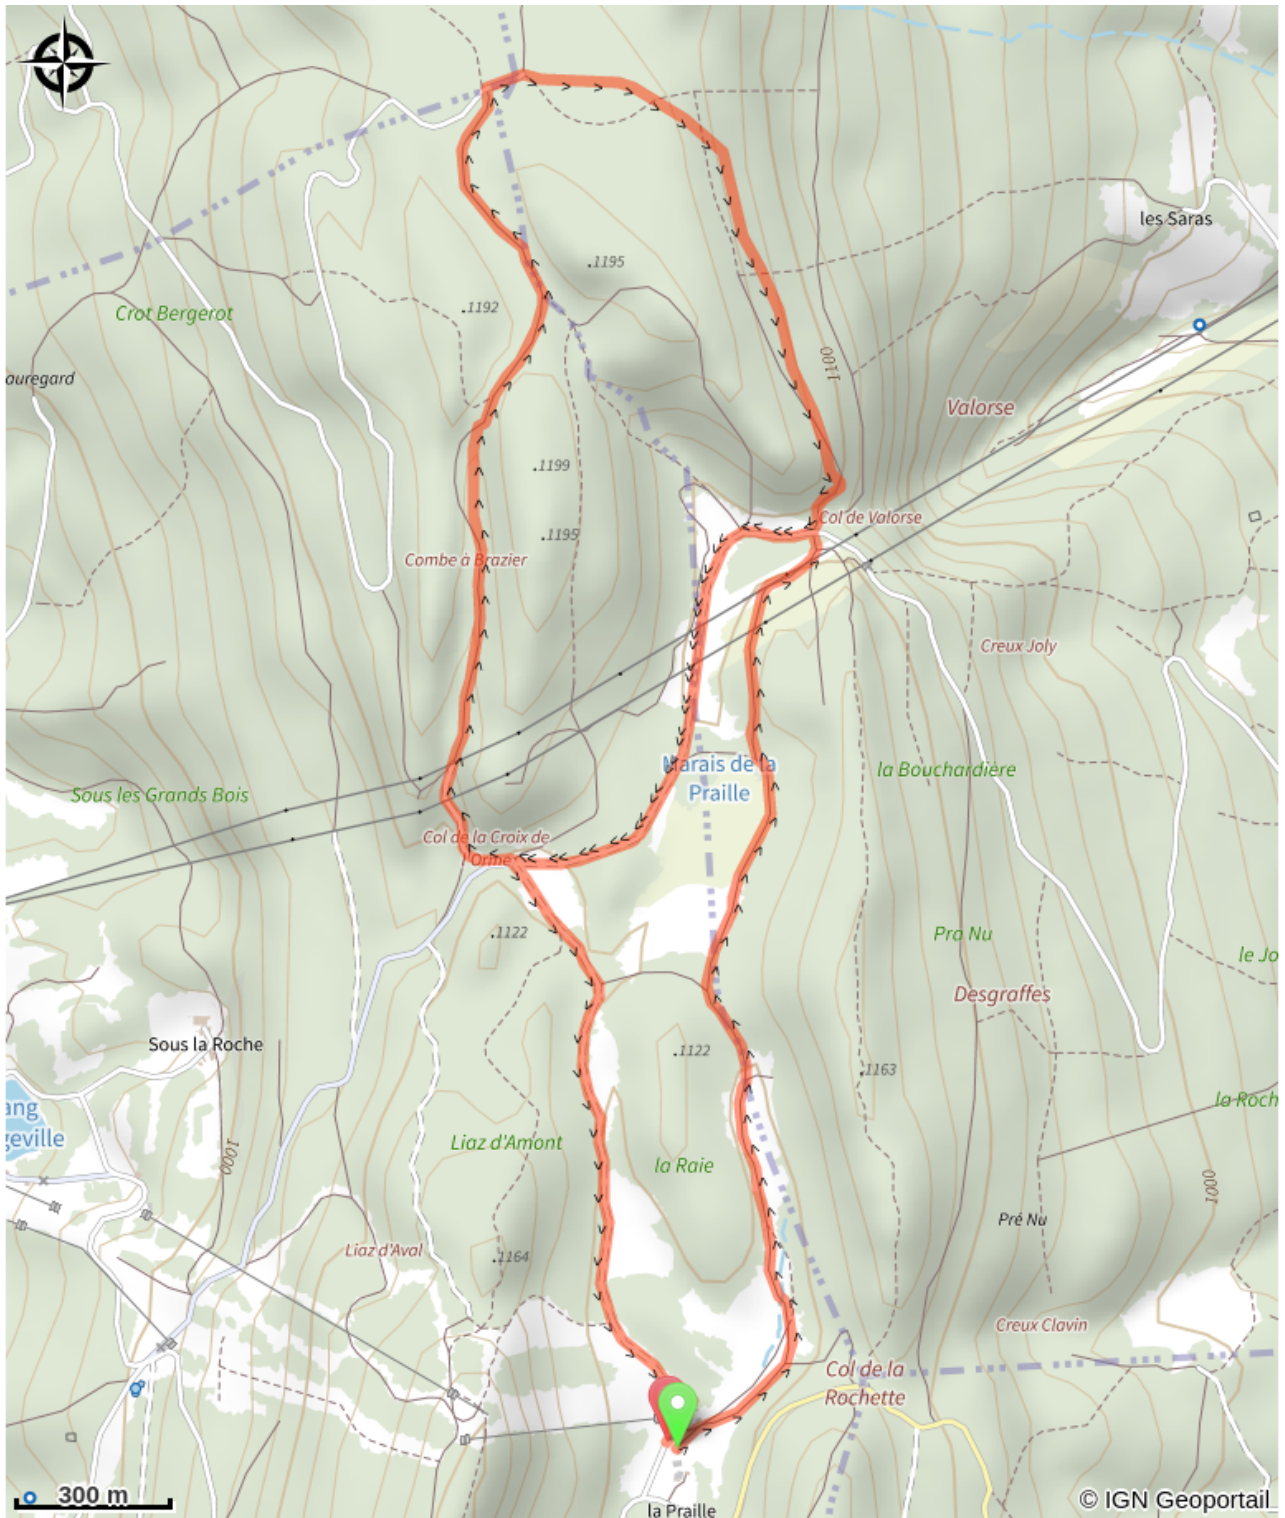 les Saras
.1195
.1192
Crot Bergerot
auregard
1100
Valorse
.1199
Col de Valorse
.1195
Combe à Brazier
Creux Joly
Marais de la
Praille
la Bouchardière
Sous les Grands Bois
Col de la Croix de
l'Orme
.1122
Pra Nu
le Jo
Desgraffes
Sous la Roche
.1122
.1163
ang
geville
la Roch
1000
Liaz d'Amont
la Raie
1000
Pré Nu
Liaz d'Aval
.1164
Creux Clavin
Col de la
Rochette
300 m
© IGN Geoportail
la Praille